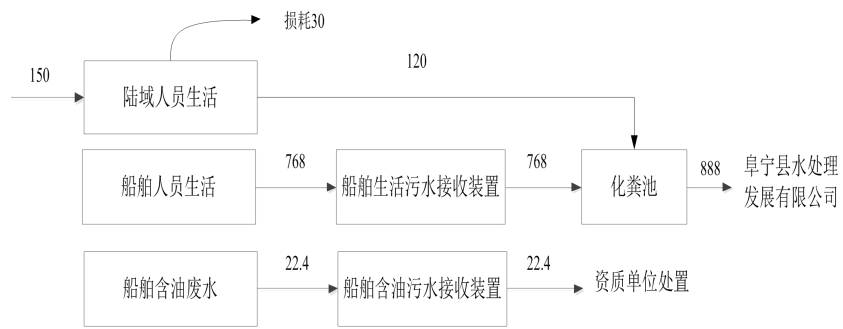 损耗30
150
120
陆域人员生活
船舶人员生活
768
船舶生活污水接收装置
768
化粪池
888
阜宁县水处理
发展有限公司
船舶含油废水
22.4
船舶含油污水接收装置
22.4
资质单位处置